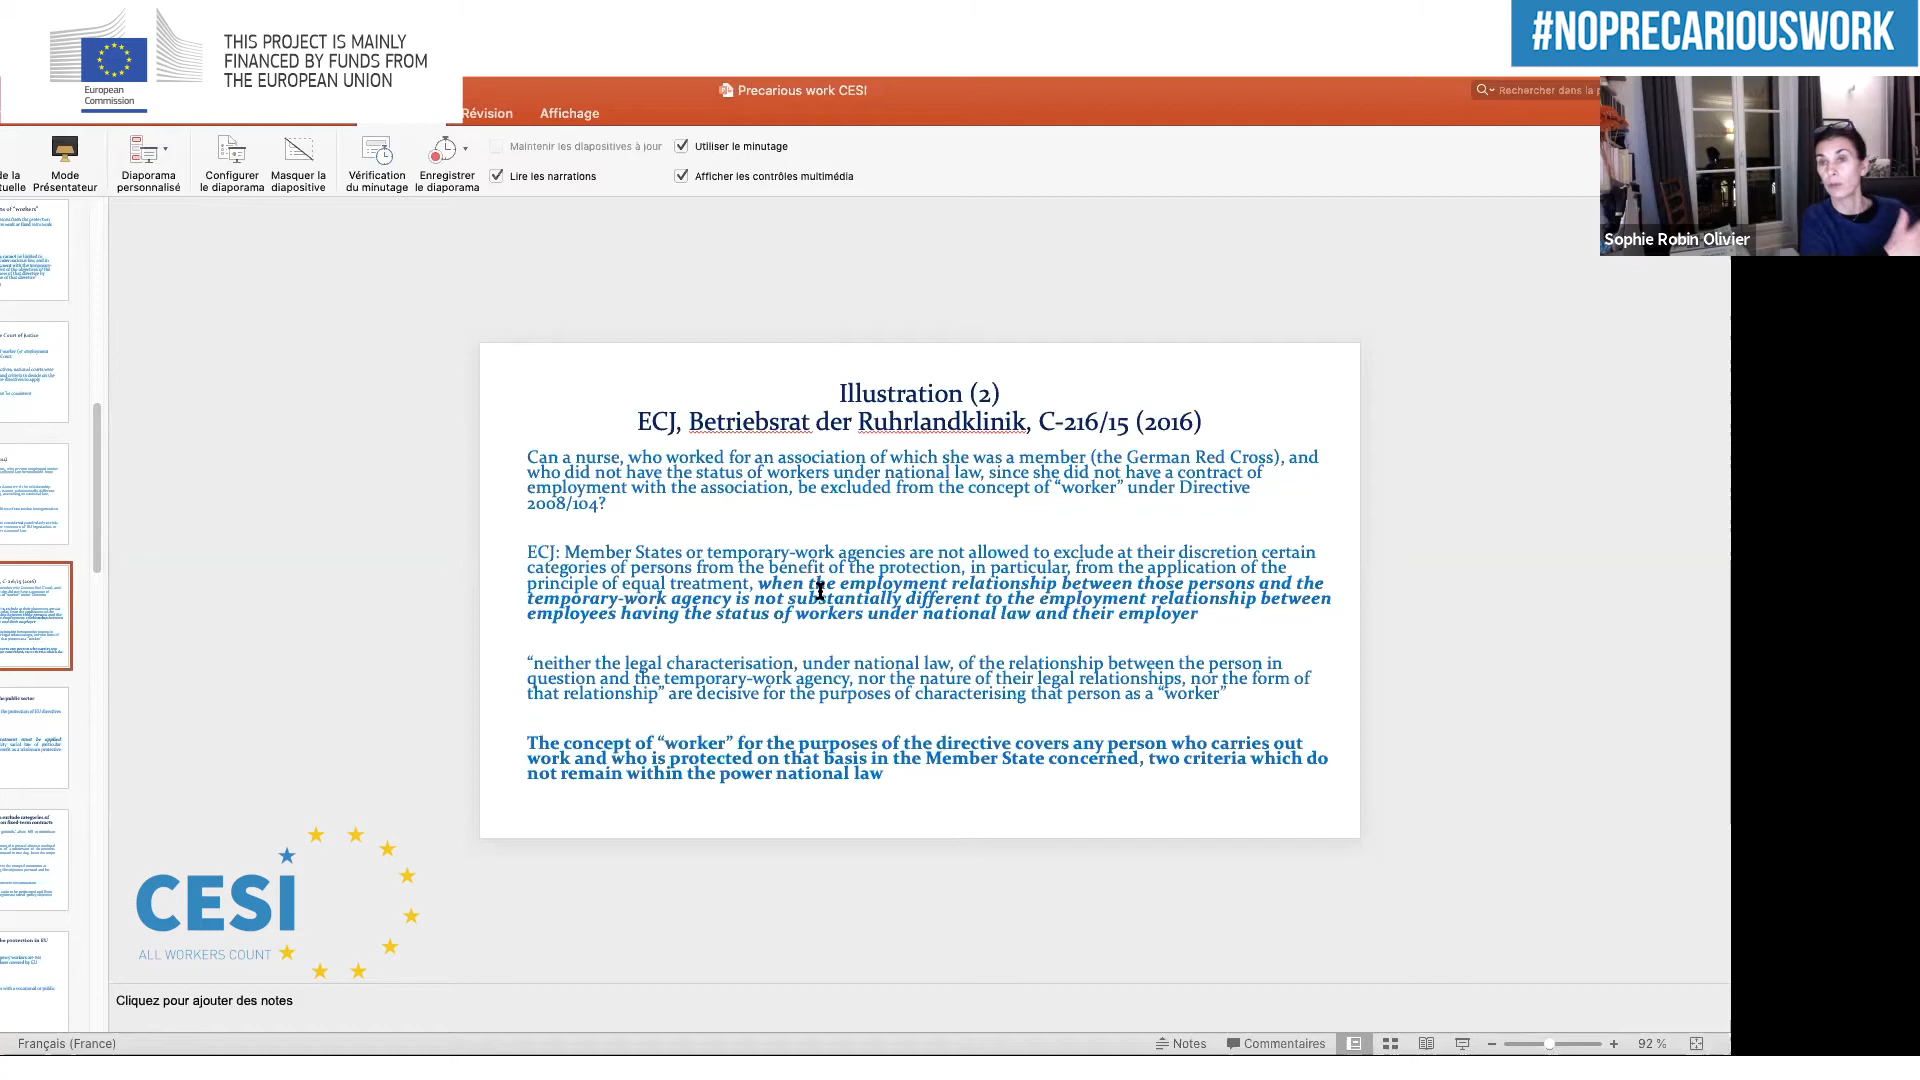 THIS PROJECT IS MAINLY
FINANCED BY FUNDS FROM
THE EUROPEAN UNION
European
Commission
#NOPRECARIOUSWORK
Precarious work CESI
Rechercher dans la p
Révision
Affichage
Mode
Présentateur
Diaporama
personnalisé
Configurer
le diaporama
Masquer la
diapositive
Vérification
du minutage
Enregistrer
le diaporama
Maintenir les diapositives à jour
Utiliser le minutage
Lire les narrations
Afficher les contrôles multimédia
Sophie Robin Olivier
Illustration (2)
ECJ, Betriebsrat der Ruhrlandklinik, C-216/15 (2016)
Can a nurse, who worked for an association of which she was a member (the German Red Cross), and
who did not have the status of workers under national law, since she did not have a contract of
employment with the association, be excluded from the concept of “worker” under Directive
2008/104?
ECJ: Member States or temporary-work agencies are not allowed to exclude at their discretion certain
categories of persons from the benefit of the protection, in particular, from the application of the
principle of equal treatment, when the employment relationship between those persons and the
temporary-work agency is not substantially different to the employment relationship between
employees having the status of workers under national law and their employer
“neither the legal characterisation, under national law, of the relationship between the person in
question and the temporary-work agency, nor the nature of their legal relationships, nor the form of
that relationship” are decisive for the purposes of characterising that person as a “worker”
The concept of “worker” for the purposes of the directive covers any person who carries out
work and who is protected on that basis in the Member State concerned, two criteria which do
not remain within the power national law
CESI
ALL WORKERS COUNT
Cliquez pour ajouter des notes
Français (France)
Notes
Commentaires
92 %